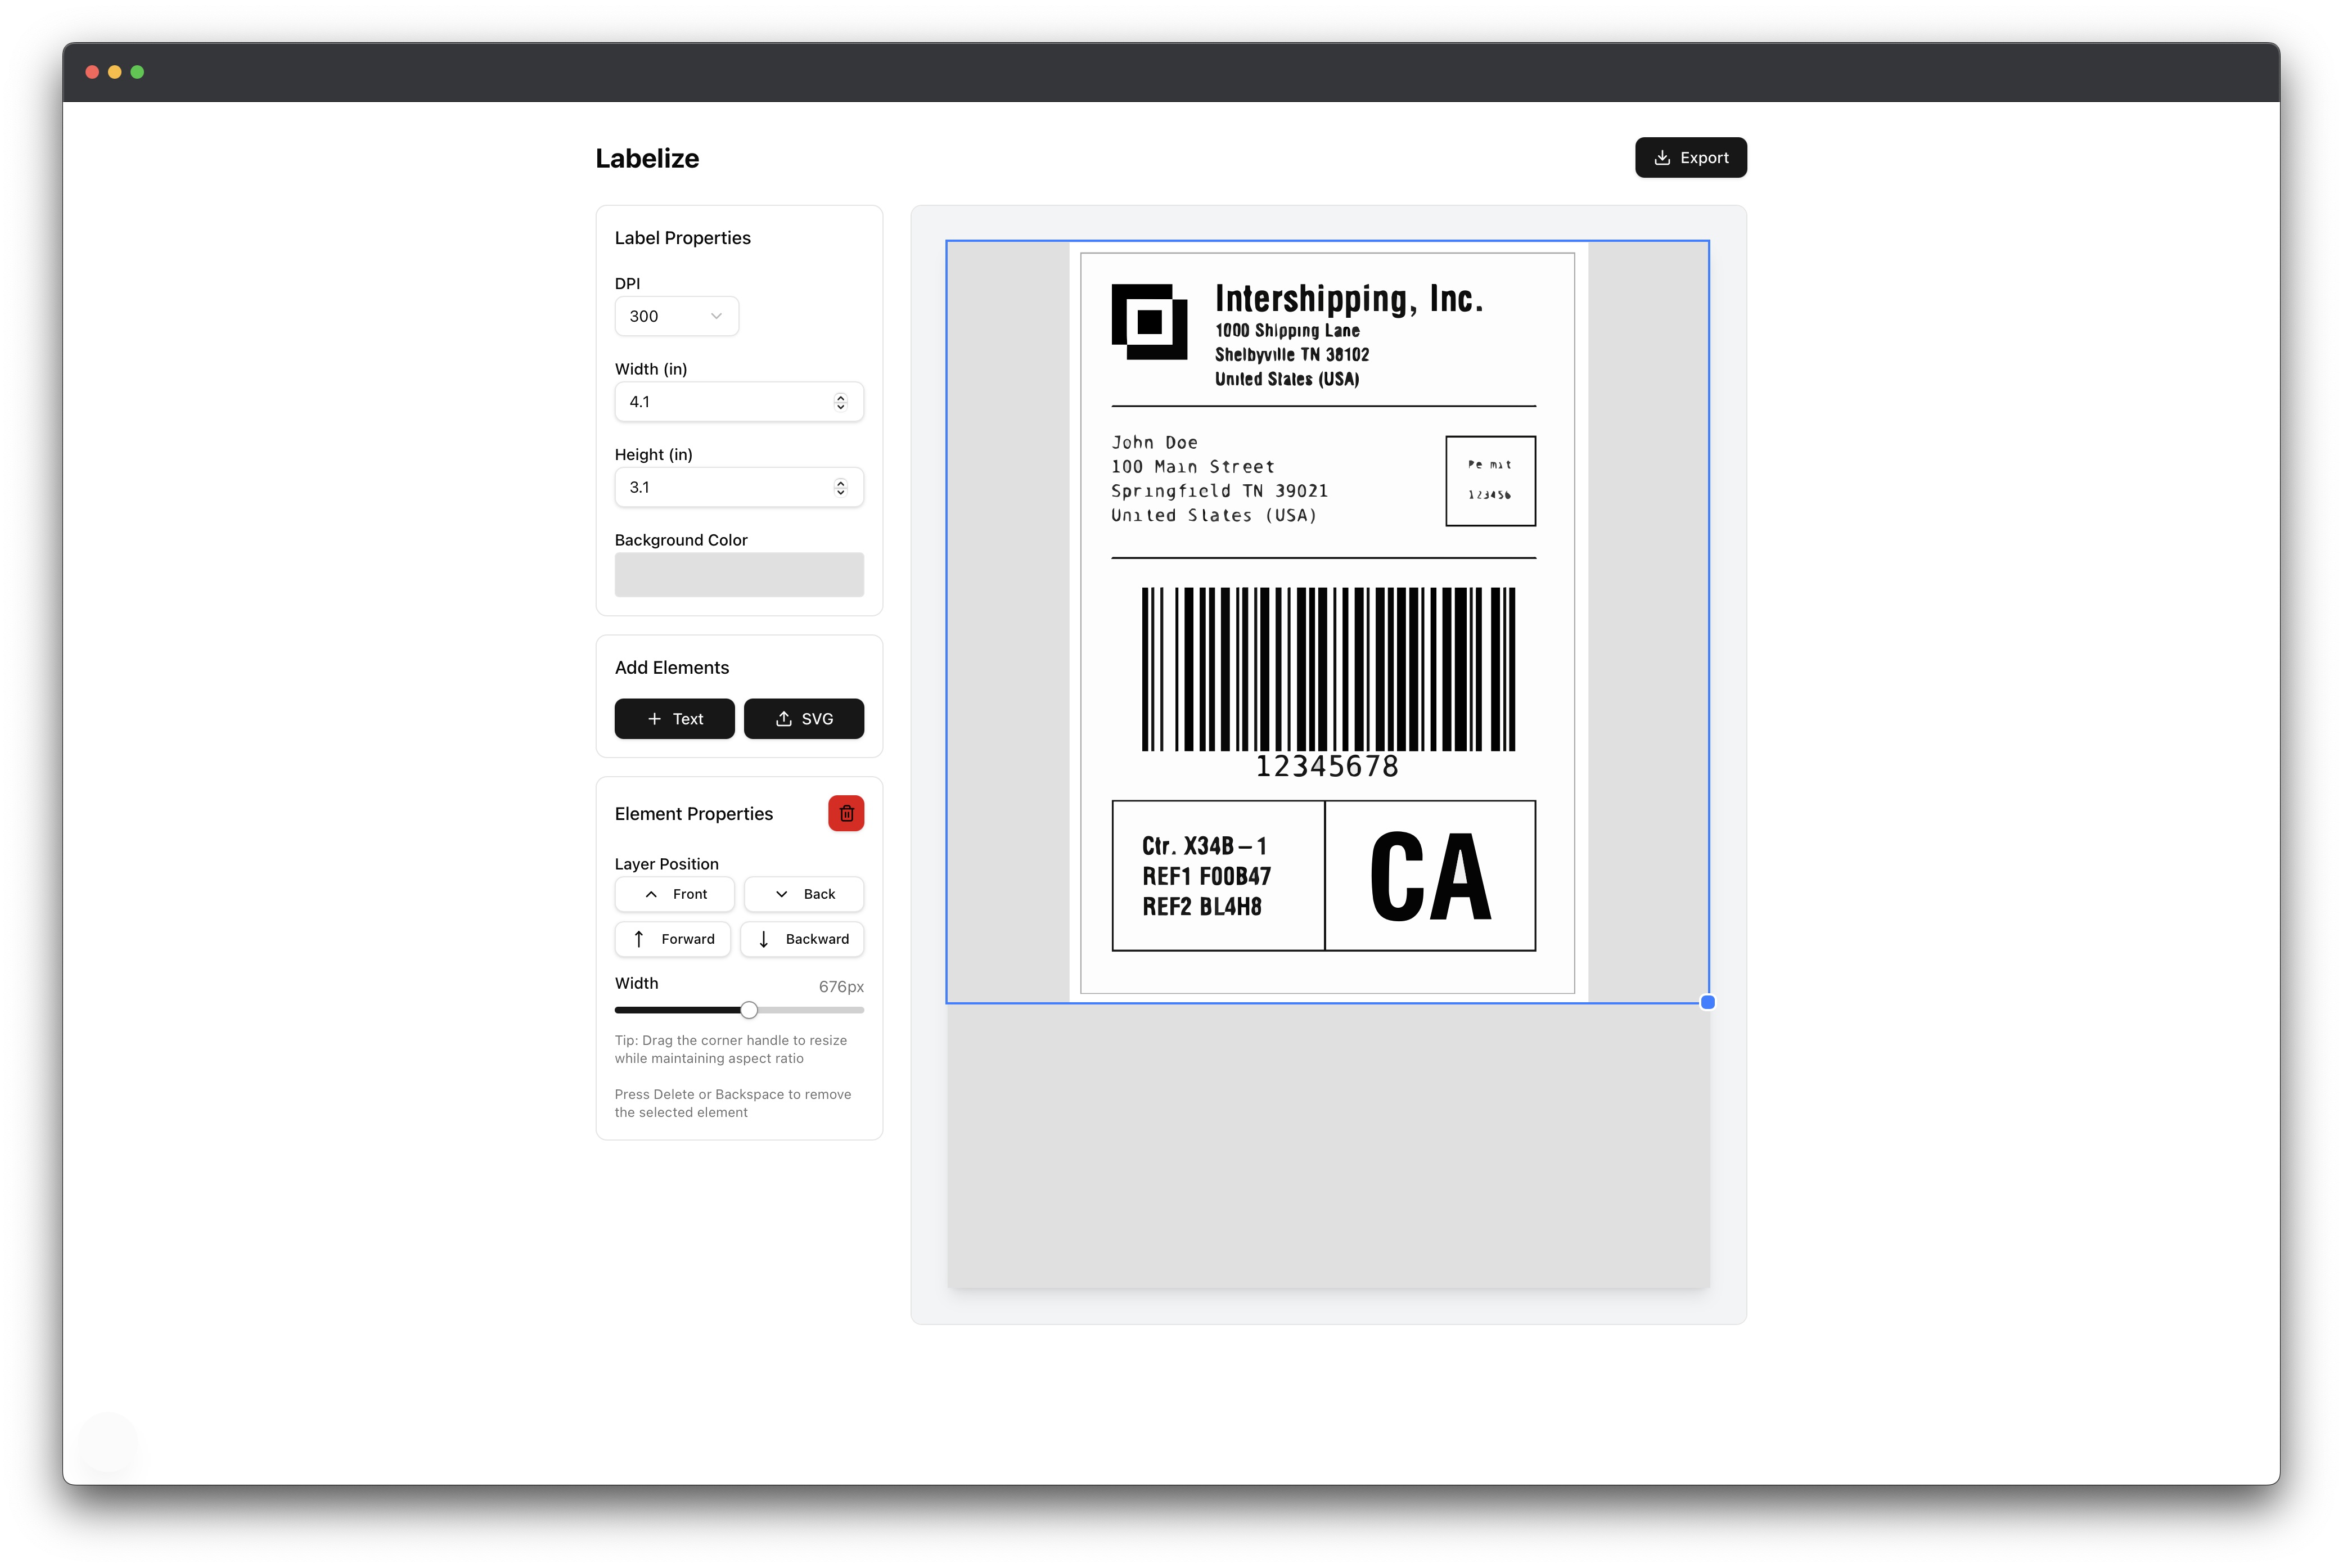 Labelize
Export
Label Properties
DPI
300
Width (in)
4.1
Height (in)
3.1
Background Color
Add Elements
Text
SVG
Element Properties
Layer Position
Front
Back
Forward
Backward
Width
676px
Tip: Drag the corner handle to resize
while maintaining aspect ratio
Press Delete or Backspace to remove
the selected element
Intershipping, Inc.
1000 Shipping Lane
Shelbyville TN 38102
United States (USA)
John Doe
100 Main Street
Springfield TN 39021
United States (USA)
Pe mit
123456
12345678
Ctr. X34B-1
REF1 F00B47
REF2 BL4H8
CA